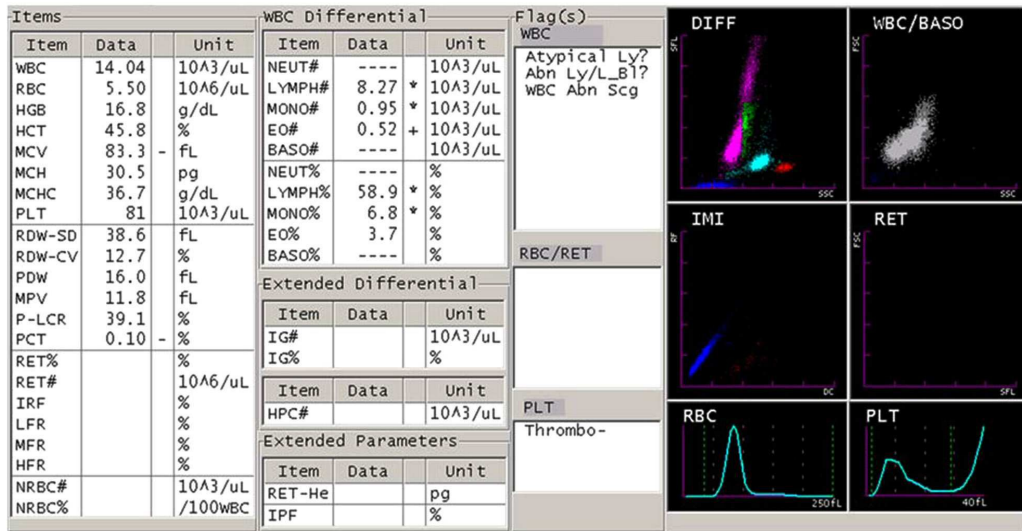 Items
Item Data Unit
WBC 14.04 10^3/uL
RBC 5.50 10^6/uL
HGB 16.8 g/dL
HCT 45.8 %
MCV 83.3 - fL
MCH 30.5 pg
MCHC 36.7 g/dL
PLT 81 10^3/uL
RDW-SD 38.6 fL
RDW-CV 12.7 %
PDW 16.0 fL
MPV 11.8 fL
P-LCR 39.1 %
PCT 0.10 - %
RET% %
RET# 10^6/uL
IRF %
LFR %
MFR %
HFR %
NRBC# 10^3/uL
NRBC% /100WBC
WBC Differential
Item Data Unit
NEUT# ---- 10^3/uL
LYMPH# 8.27 * 10^3/uL
MONO# 0.95 * 10^3/uL
EO# 0.52 + 10^3/uL
BASO# ---- 10^3/uL
NEUT% ---- %
LYMPH% 58.9 * %
MONO% 6.8 * %
EO% 3.7 %
BASO% ---- %
Extended Differential
Item Data Unit
IG# 10^3/uL
IG% %
Item Data Unit
HPC# 10^3/uL
Extended Parameters
Item Data Unit
RET-He pg
IPF %
Flag(s)
WBC
Atypical Ly?
Abn Ly/L_Bl?
WBC Abn Scg
RBC/RET
PLT
Thrombo-
DIFF
SFL
SSC
WBC/BASO
FSC
SSC
IMI
RF
DC
RET
FSC
SFL
RBC
250fL
PLT
40fL